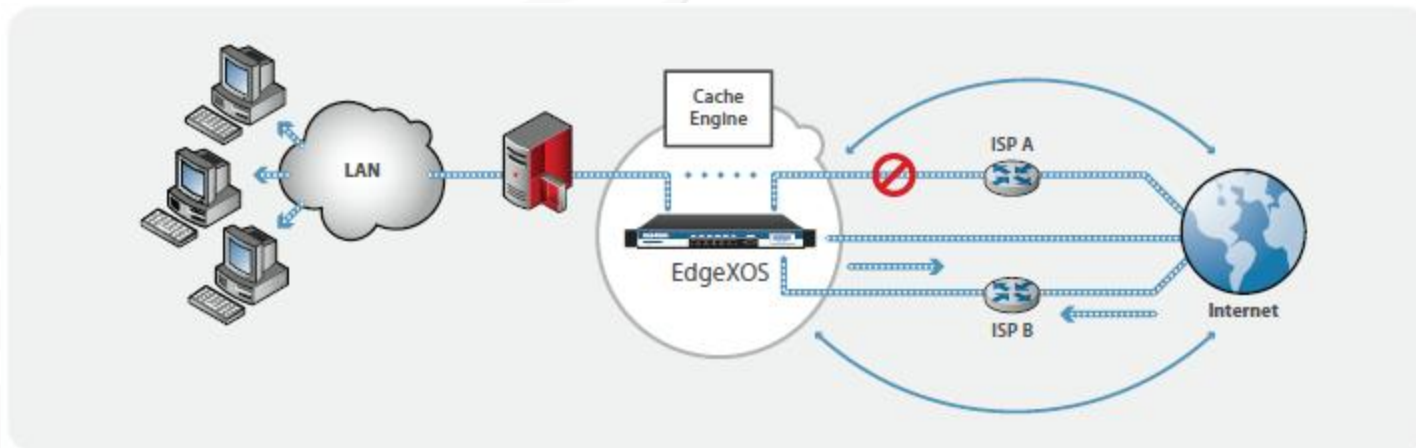 Cache
Engine
ISP A
LAN
EdgeXOS
Internet
ISP B